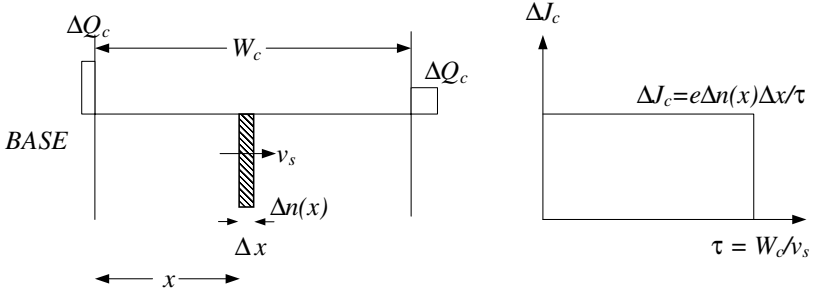 ΔQc
Wc
ΔQc
BASE
vs
Δn(x)
Δx
x
ΔJc
ΔJc=eΔn(x)Δx/τ
τ = Wc/vs